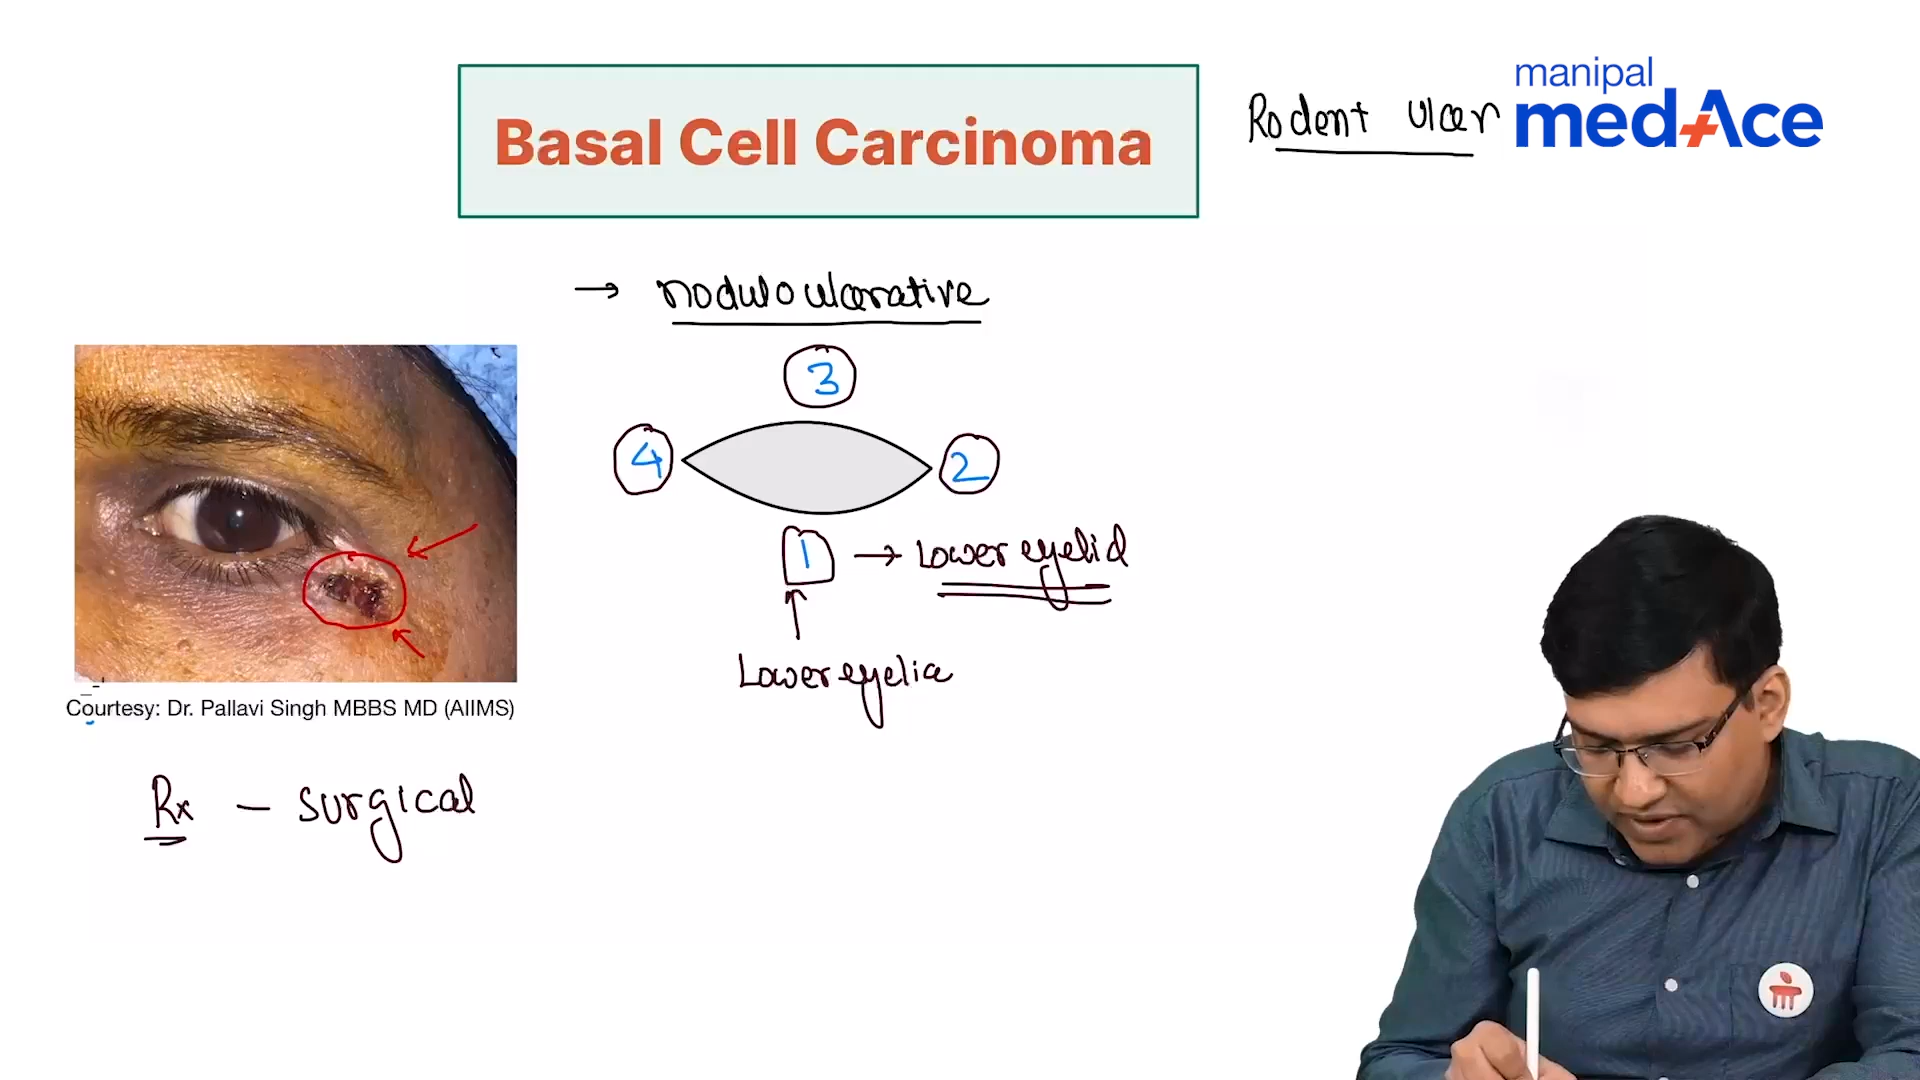 manipal
medAce
Basal Cell Carcinoma
Rodent ulcer
→ noduloulcerative
3
4
2
1 → Lower eyelid
Lower eyelid
Courtesy: Dr. Pallavi Singh MBBS MD (AIIMS)
Rx - surgical